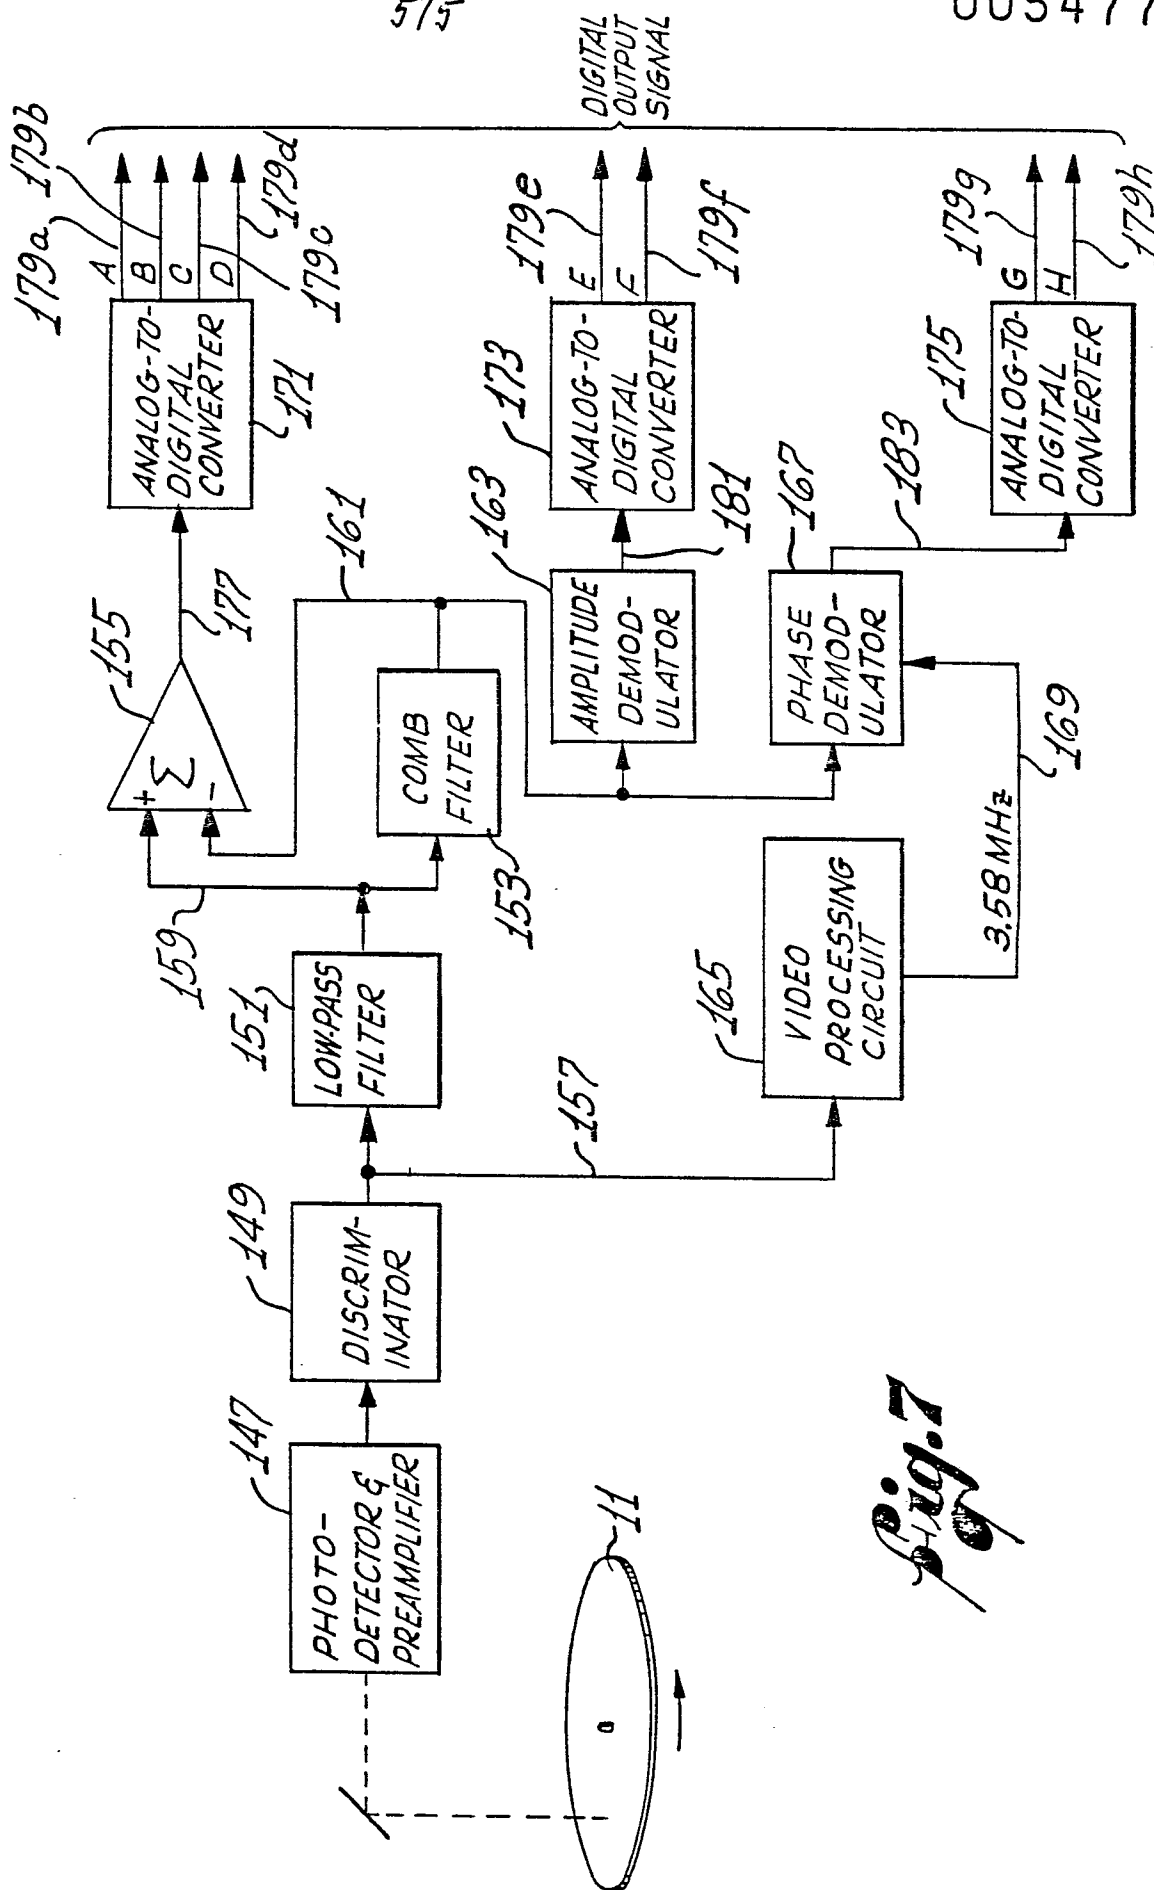 5/5
005477
179a
179b
A
B
C
D
179d
179c
ANALOG-TO-
DIGITAL
CONVERTER
171
177
155
+
Σ
-
161
159
COMB
FILTER
153
151
LOW-PASS
FILTER
149
DISCRIM-
INATOR
157
147
PHOTO-
DETECTOR &
PREAMPLIFIER
11
DIGITAL
OUTPUT
SIGNAL
179e
E
F
179f
173
ANALOG-TO-
DIGITAL
CONVERTER
181
163
AMPLITUDE
DEMOD-
ULATOR
167
PHASE
DEMOD-
ULATOR
183
179g
G
H
179h
175
ANALOG-TO-
DIGITAL
CONVERTER
169
3.58 MHz
165
VIDEO
PROCESSING
CIRCUIT
Fig. 7